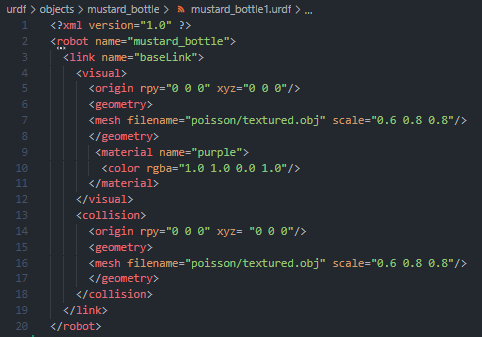 urdf > objects > mustard_bottle > mustard_bottle1.urdf > ...
1 <?xml version="1.0" ?>
2 <robot name="mustard_bottle">
3 <link name="baseLink">
4 <visual>
5 <origin rpy="0 0 0" xyz="0 0 0"/>
6 <geometry>
7 <mesh filename="poisson/textured.obj" scale="0.6 0.8 0.8"/>
8 </geometry>
9 <material name="purple">
10 <color rgba="1.0 1.0 0.0 1.0"/>
11 </material>
12 </visual>
13 <collision>
14 <origin rpy="0 0 0" xyz= "0 0 0"/>
15 <geometry>
16 <mesh filename="poisson/textured.obj" scale="0.6 0.8 0.8"/>
17 </geometry>
18 </collision>
19 </link>
20 </robot>